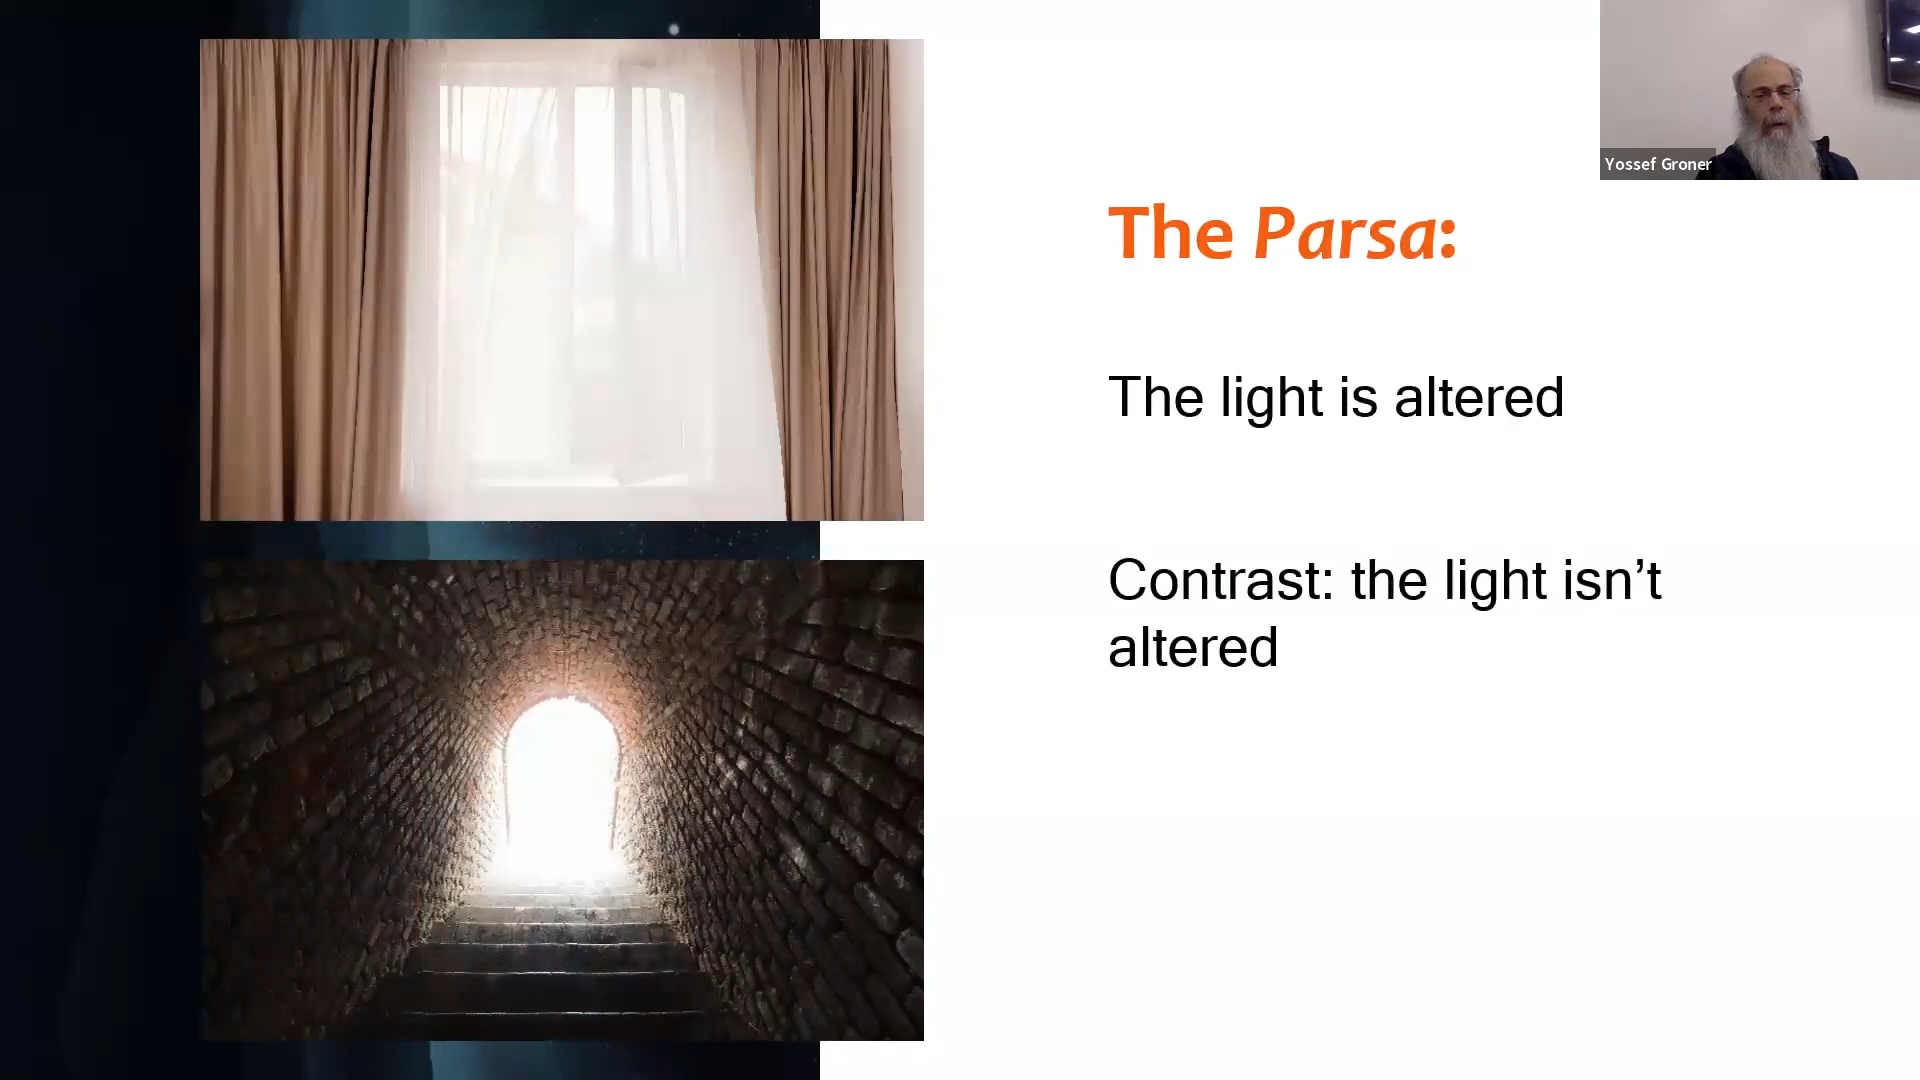 Yossef Groner
The Parsa:
The light is altered
Contrast: the light isn’t
altered